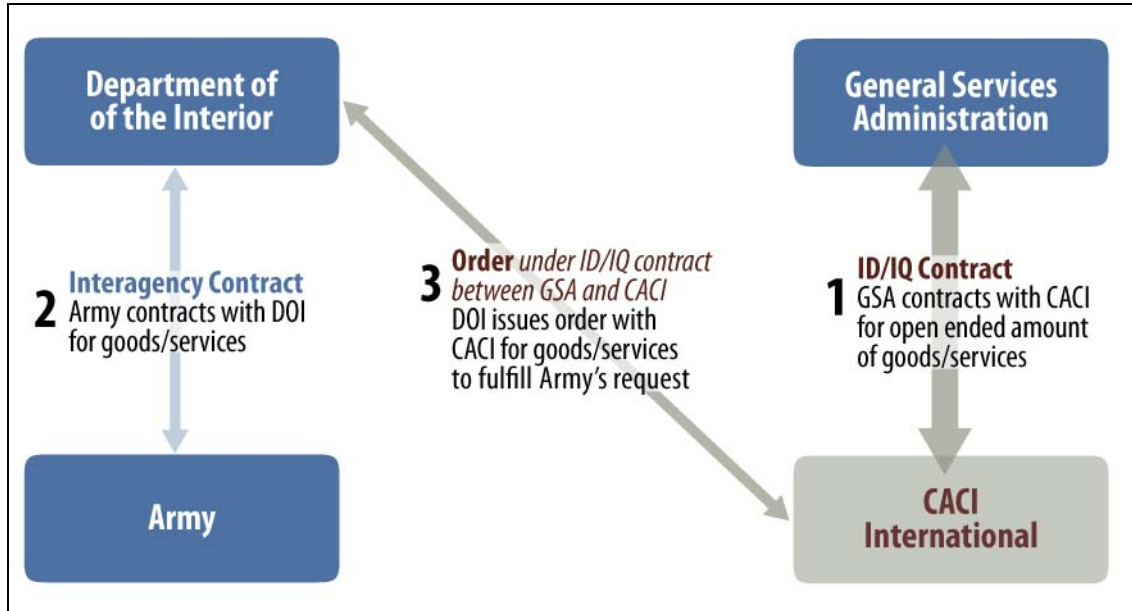 Department of
of the Interior
General Services
Administration
2
Interagency Contract
Army contracts with DOI
for goods/services
3
Order under ID/IQ contract
between GSA and CACI
DOI issues order with
CACI for goods/services
to fulfill Army's request
1
ID/IQ Contract
GSA contracts with CACI
for open ended amount
of goods/services
Army
CACI
International